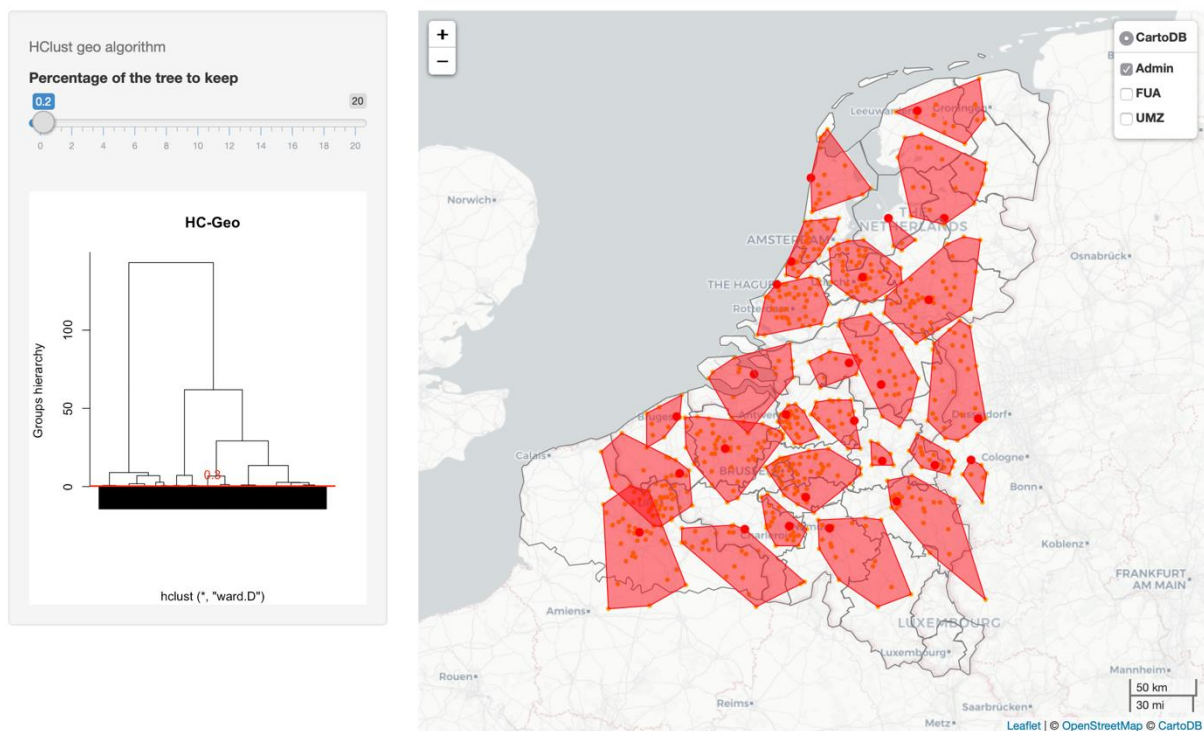 HClust geo algorithm
Percentage of the tree to keep
0.2
20
0 2 4 6 8 10 12 14 16 18 20
HC-Geo
Groups hierarchy
100
50
0
0.3
hclust (*, "ward.D")
+
−
CartoDB
Admin
FUA
UMZ
Leeuwarden
Groningen
Norwich
THE
NETHERLANDS
AMSTERDAM
Osnabrück
THE HAGUE
Rotterdam
Bruges
Antwerp
Dusseldorf
Calais
BRUSSELS
Cologne
Bonn
Charleroi
Koblenz
FRANKFURT
AM MAIN
Amiens
LUXEMBOURG
Luxembourg
Rouen
Mannheim
Reims
Saarbrücken
Metz
50 km
30 mi
Leaflet | © OpenStreetMap © CartoDB